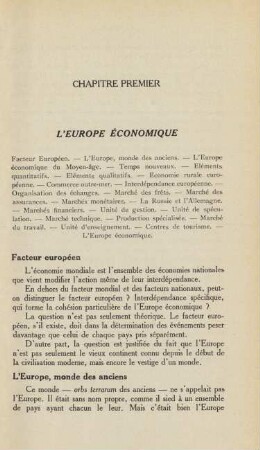 CHAPITRE PREMIER
L'EUROPE ÉCONOMIQUE
Facteur Européen. — L'Europe, monde des anciens. — L'Europe
économique du Moyen-âge. — Temps nouveaux. — Eléments
quantitatifs. — Eléments qualitatifs. — Economie rurale euro-
péenne. — Commerce outre-mer. — Interdépendance européenne. —
Organisation des échanges. — Marché des frêts. — Marché des
assurances. — Marchés monétaires. — La Russie et l'Allemagne.
— Marchés financiers. — Unité du gestion. — Unité de spécu-
lation. — Marché technique. — Production spécialisée. — Marché
du travail. — Unité d'enseignement. — Centres de tourisme. —
L'Europe économique.
Facteur européen
L'économie mondiale est l'ensemble des économies nationales
que vient modifier l'action même de leur interdépendance.
En dehors du facteur mondial et des facteurs nationaux, peut-
on distinguer le facteur européen ? Interdépendance spécifique,
qui forme la cohésion particulière de l'Europe économique ?
La question n'est pas seulement théorique. Le facteur euro-
péen, s'il existe, doit dans la détermination des événements peser
davantage que celui de chaque pays pris séparément.
D'autre part, la question est justifiée du fait que l'Europe
n'est pas seulement le vieux continent connu depuis le début de
la civilisation moderne, mais encore le vestige d'un monde.
L'Europe, monde des anciens
Ce monde — orbis terrarum des anciens — ne s'appelait pas
l'Europe. Il était sans nom propre, comme il sied à un ensemble
de pays ayant chacun le leur. Mais c'était bien l'Europe